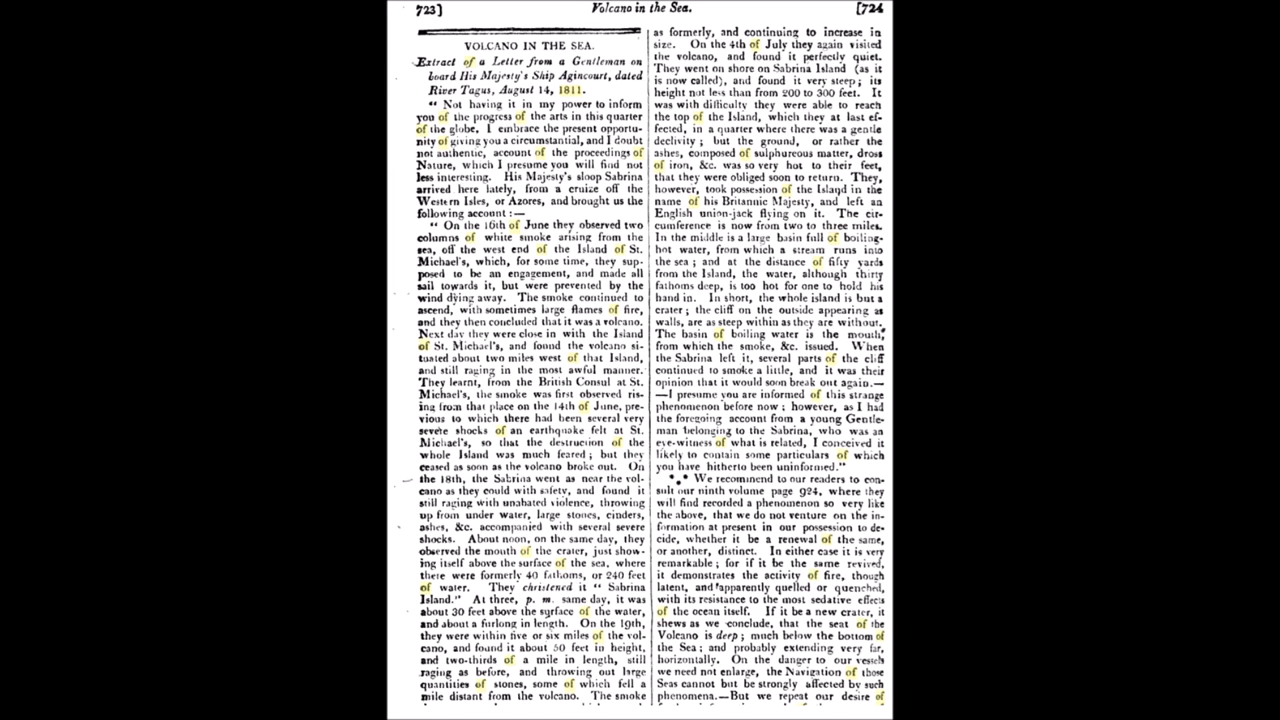 723]
Volcano in the Sea.
[724
VOLCANO IN THE SEA.
Extract of a Letter from a Gentleman on
board His Majesty's Ship Agincourt, dated
River Tagus, August 14, 1811.
" Not having it in my power to inform
you of the progress of the arts in this quarter
of the globe, I embrace the present opportu-
nity of giving you a circumstantial, and I doubt
not authentic, account of the proceedings of
Nature, which I presume you will find not
less interesting. His Majesty's sloop Sabrina
arrived here lately, from a cruize off the
Western Isles, or Azores, and brought us the
following account :—
" On the 16th of June they observed two
columns of white smoke arising from the
sea, off the west end of the Island of St.
Michael's, which, for some time, they sup-
posed to be an engagement, and made all
sail towards it, but were prevented by the
wind dying away. The smoke continued to
ascend, with sometimes large flames of fire,
and they then concluded that it was a volcano.
Next day they were close in with the Island
of St. Michael's, and found the volcano si-
tuated about two miles west of that Island,
and still raging in the most awful manner.
They learnt, from the British Consul at St.
Michael's, the smoke was first observed ris-
ing from that place on the 14th of June, pre-
vious to which there had been several very
severe shocks of an earthquake felt at St.
Michael's, so that the destruction of the
whole Island was much feared ; but they
ceased as soon as the volcano broke out. On
the 18th, the Sabrina went as near the vol-
cano as they could with safety, and found it
still raging with unabated violence, throwing
up from under water, large stones, cinders,
ashes, &c. accompanied with several severe
shocks. About noon, on the same day, they
observed the mouth of the crater, just show-
ing itself above the surface of the sea, where
there were formerly 40 fathoms, or 240 feet
of water. They christened it " Sabrina
Island." At three, p. m. same day, it was
about 30 feet above the surface of the water,
and about a furlong in length. On the 19th,
they were within five or six miles of the vol-
cano, and found it about 50 feet in height,
and two-thirds of a mile in length, still
raging as before, and throwing out large
quantities of stones, some of which fell a
mile distant from the volcano. The smoke
as formerly, and continuing to increase in
size. On the 4th of July they again visited
the volcano, and found it perfectly quiet.
They went on shore on Sabrina Island (as it
is now called), and found it very steep ; its
height not less than from 200 to 300 feet. It
was with difficulty they were able to reach
the top of the Island, which they at last ef-
fected, in a quarter where there was a gentle
declivity ; but the ground, or rather the
ashes, composed of sulphureous matter, dross
of iron, &c. was so very hot to their feet,
that they were obliged soon to return. They,
however, took possession of the Island in the
name of his Britannic Majesty, and left an
English union-jack flying on it. The cir-
cumference is now from two to three miles.
In the middle is a large basin full of boiling-
hot water, from which a stream runs into
the sea ; and at the distance of fifty yards
from the Island, the water, although thirty
fathoms deep, is too hot for one to hold his
hand in. In short, the whole island is but a
crater ; the cliff on the outside appearing as
walls, are as steep within as they are without.
The basin of boiling water is the mouth,
from which the smoke, &c. issued. When
the Sabrina left it, several parts of the cliff
continued to smoke a little, and it was their
opinion that it would soon break out again.—
—I presume you are informed of this strange
phenomenon before now ; however, as I had
the foregoing account from a young Gentle-
man belonging to the Sabrina, who was an
eye-witness of what is related, I conceived it
likely to contain some particulars of which
you have hitherto been uninformed."
*⁎* We recommend to our readers to con-
sult our ninth volume page 924, where they
will find recorded a phenomenon so very like
the above, that we do not venture on the in-
formation at present in our possession to de-
cide, whether it be a renewal of the same,
or another, distinct. In either case it is very
remarkable ; for if it be the same revived,
it demonstrates the activity of fire, though
latent, and apparently quelled or quenched,
with its resistance to the most sedative effects
of the ocean itself. If it be a new crater, it
shews as we conclude, that the seat of the
Volcano is deep ; much below the bottom of
the Sea ; and probably extending very far,
horizontally. On the danger to our vessels
we need not enlarge, the Navigation of those
Seas cannot but be strongly affected by such
phenomena.—But we repeat our desire of